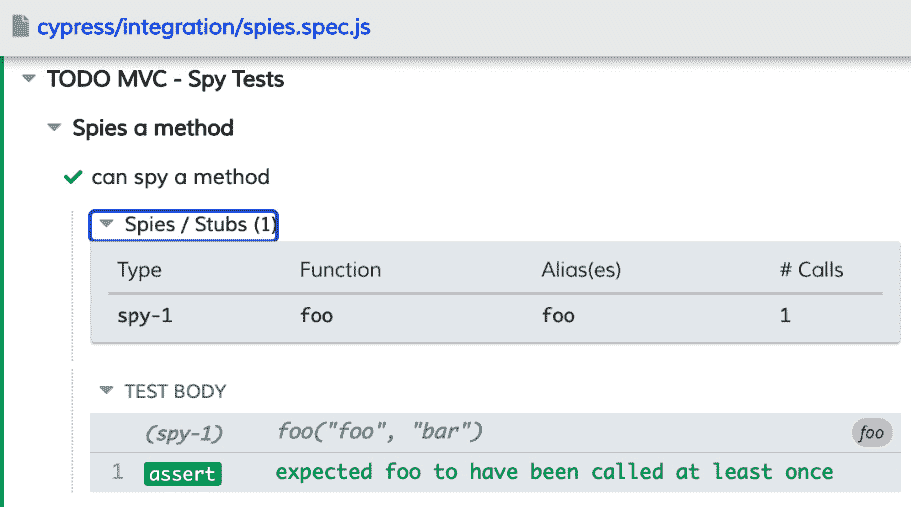 cypress/integration/spies.spec.js
TODO MVC - Spy Tests
Spies a method
can spy a method
Spies / Stubs (1)
Type Function Alias(es) # Calls
spy-1 foo foo 1
TEST BODY
(spy-1) foo("foo", "bar") foo
1 assert expected foo to have been called at least once